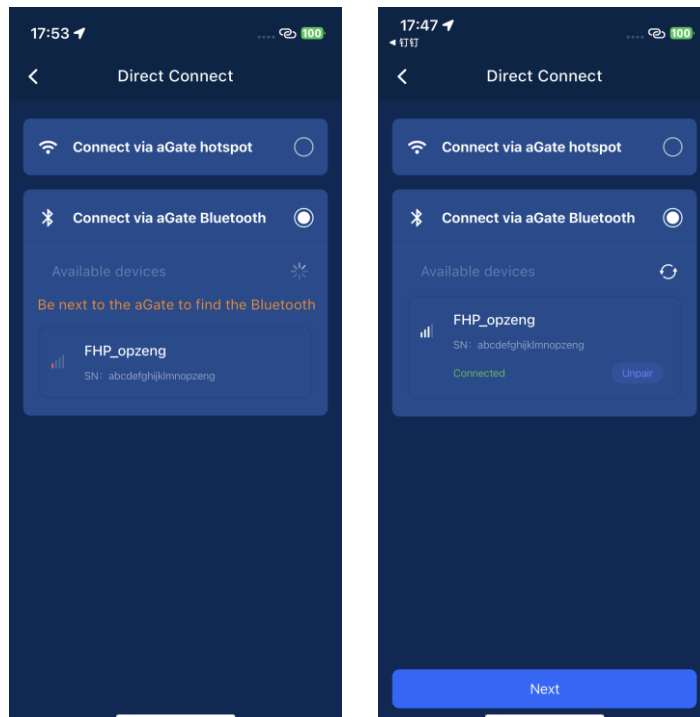 17:53
100
Direct Connect
Connect via aGate hotspot
Connect via aGate Bluetooth
Available devices
Be next to the aGate to find the Bluetooth
FHP_opzeng
SN: abcdefghijklmnopzeng
17:47
钉钉
100
Direct Connect
Connect via aGate hotspot
Connect via aGate Bluetooth
Available devices
FHP_opzeng
SN: abcdefghijklmnopzeng
Connected
Unpair
Next